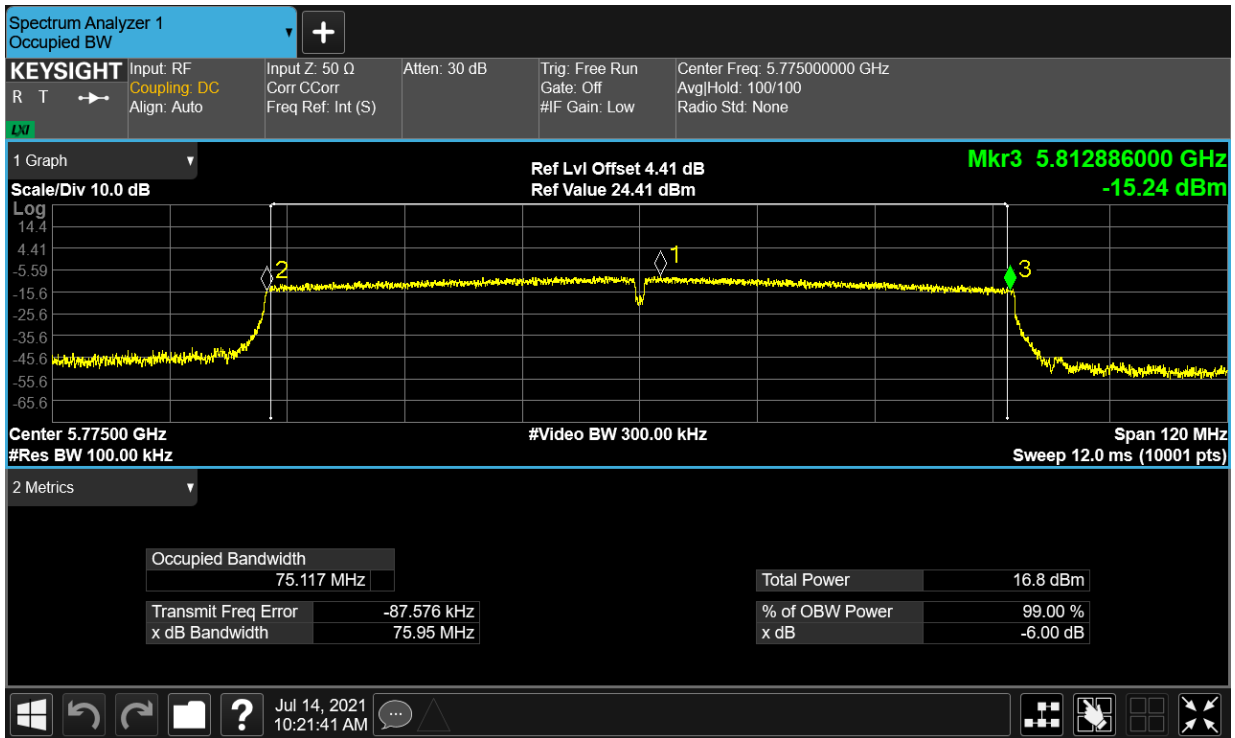 Spectrum Analyzer 1
Occupied BW
KEYSIGHT
R T
LXI
Input: RF
Coupling: DC
Align: Auto
Input Z: 50 Ω
Corr CCorr
Freq Ref: Int (S)
Atten: 30 dB
Trig: Free Run
Gate: Off
#IF Gain: Low
Center Freq: 5.775000000 GHz
Avg|Hold: 100/100
Radio Std: None
1 Graph
Ref Lvl Offset 4.41 dB
Mkr3 5.812886000 GHz
Scale/Div 10.0 dB
Ref Value 24.41 dBm
-15.24 dBm
Log
14.4
4.41
-5.59
-15.6
-25.6
-35.6
-45.6
-55.6
-65.6
2
1
3
Center 5.77500 GHz
#Video BW 300.00 kHz
Span 120 MHz
#Res BW 100.00 kHz
Sweep 12.0 ms (10001 pts)
2 Metrics
Occupied Bandwidth
75.117 MHz
Total Power 16.8 dBm
Transmit Freq Error -87.576 kHz
% of OBW Power 99.00 %
x dB Bandwidth 75.95 MHz
x dB -6.00 dB
?
Jul 14, 2021
10:21:41 AM